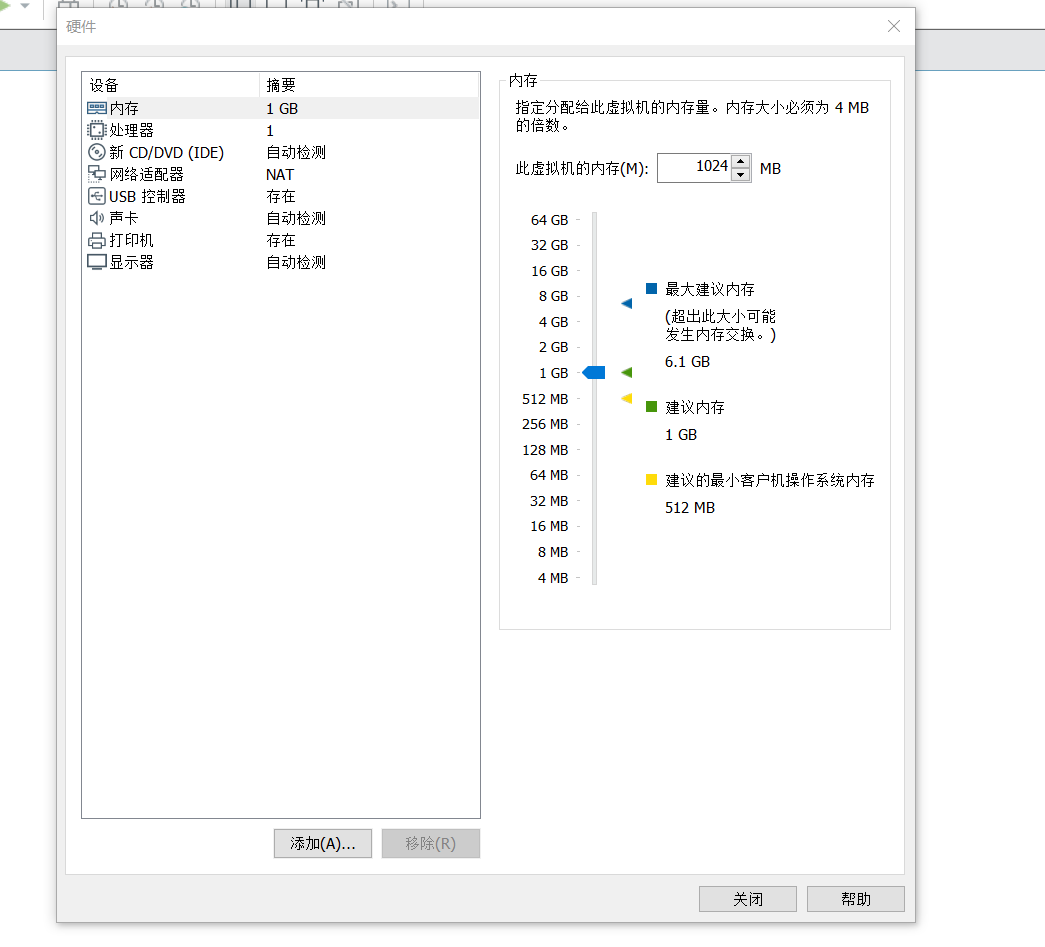 硬件
设备 摘要
内存 1 GB
处理器 1
新 CD/DVD (IDE) 自动检测
网络适配器 NAT
USB 控制器 存在
声卡 自动检测
打印机 存在
显示器 自动检测
添加(A)... 移除(R)
内存
指定分配给此虚拟机的内存量。内存大小必须为 4 MB
的倍数。
此虚拟机的内存(M): 1024 MB
64 GB
32 GB
16 GB
8 GB
4 GB
2 GB
1 GB
512 MB
256 MB
128 MB
64 MB
32 MB
16 MB
8 MB
4 MB
最大建议内存
(超出此大小可能
发生内存交换。)
6.1 GB
建议内存
1 GB
建议的最小客户机操作系统内存
512 MB
关闭 帮助